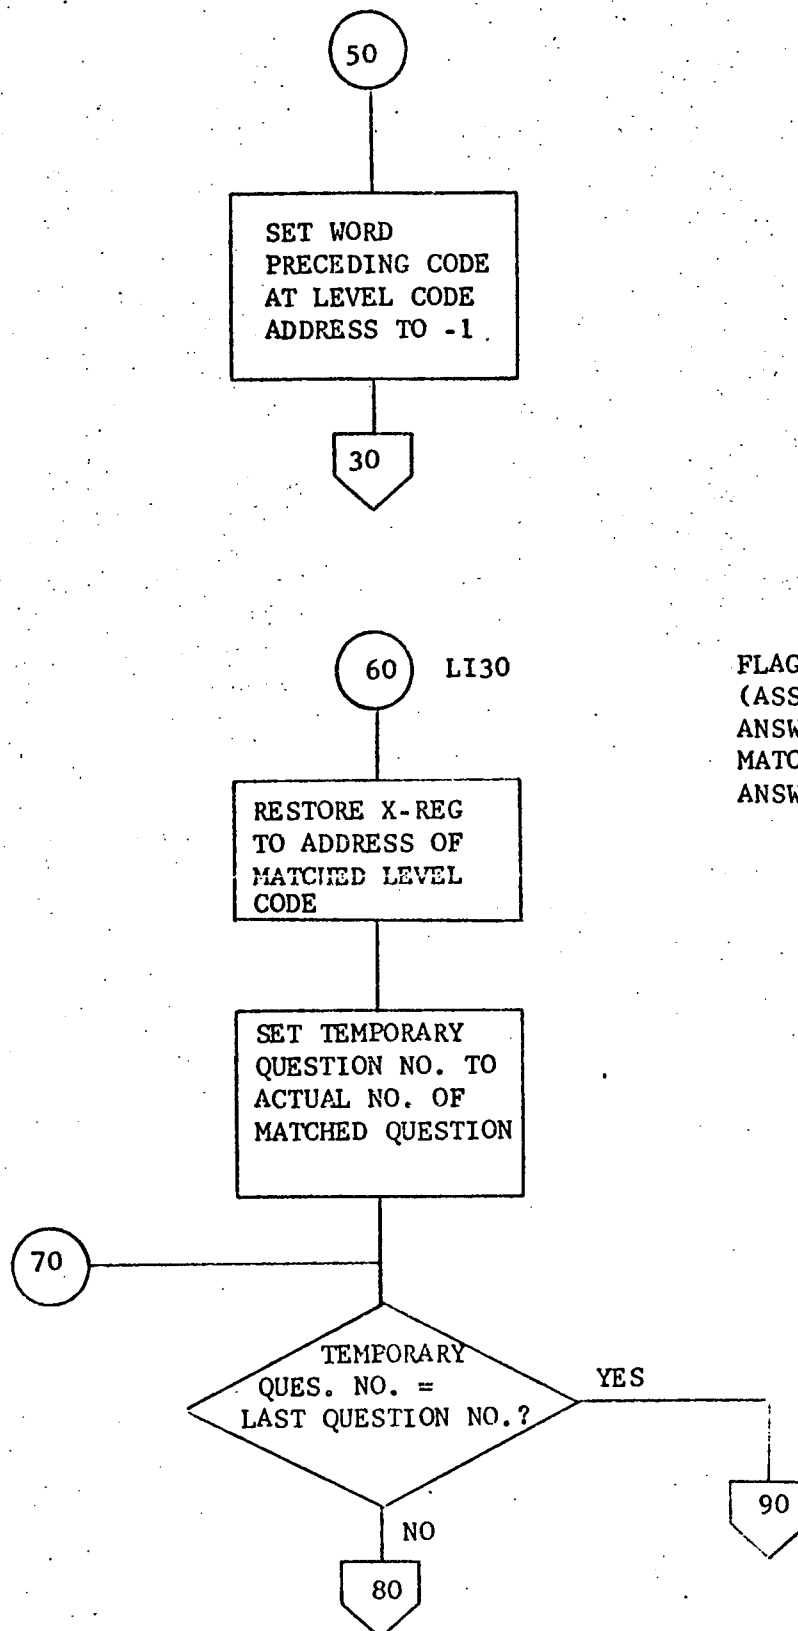 50
SET WORD
PRECEDING CODE
AT LEVEL CODE
ADDRESS TO -1
30
60 LI30
RESTORE X-REG
TO ADDRESS OF
MATCHED LEVEL
CODE
FLAG
(ASS
ANSW
MATC
ANSW
SET TEMPORARY
QUESTION NO. TO
ACTUAL NO. OF
MATCHED QUESTION
70
TEMPORARY
QUES. NO. =
LAST QUESTION NO.?
YES
90
NO
80